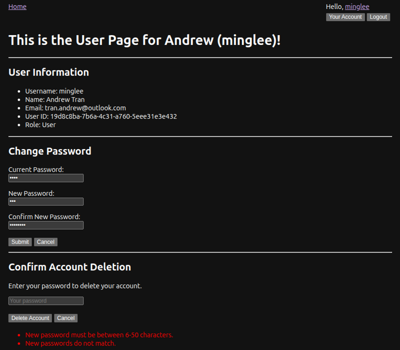 Home
Hello, minglee
Your Account Logout
This is the User Page for Andrew (minglee)!
User Information
Username: minglee
Name: Andrew Tran
Email: tran.andrew@outlook.com
User ID: 19d8c8ba-7b6a-4c31-a760-5eee31e3e432
Role: User
Change Password
Current Password:
••••
New Password:
•••
Confirm New Password:
••••••••
Submit Cancel
Confirm Account Deletion
Enter your password to delete your account.
Your password
Delete Account Cancel
New password must be between 6-50 characters.
New passwords do not match.